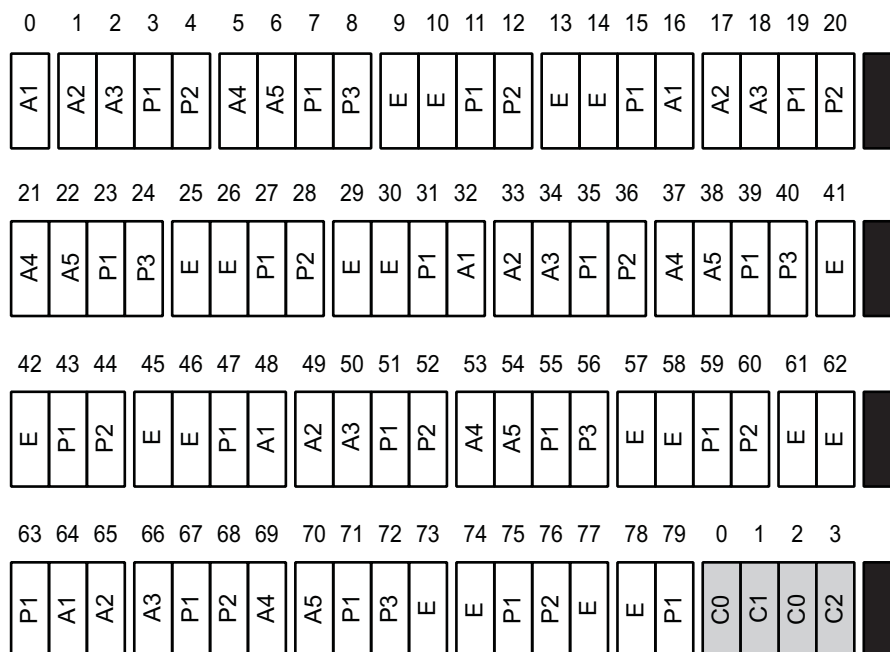 0 1 2 3 4 5 6 7 8 9 10 11 12 13 14 15 16 17 18 19 20
A1 A2 A3 P1 P2 A4 A5 P1 P3 E E P1 P2 E E P1 A1 A2 A3 P1 P2
21 22 23 24 25 26 27 28 29 30 31 32 33 34 35 36 37 38 39 40 41
A4 A5 P1 P3 E E P1 P2 E E P1 A1 A2 A3 P1 P2 A4 A5 P1 P3 E
42 43 44 45 46 47 48 49 50 51 52 53 54 55 56 57 58 59 60 61 62
E P1 P2 E E P1 A1 A2 A3 P1 P2 A4 A5 P1 P3 E E P1 P2 E E
63 64 65 66 67 68 69 70 71 72 73 74 75 76 77 78 79 0 1 2 3
P1 A1 A2 A3 P1 P2 A4 A5 P1 P3 E E P1 P2 E E P1 C0 C1 C0 C2